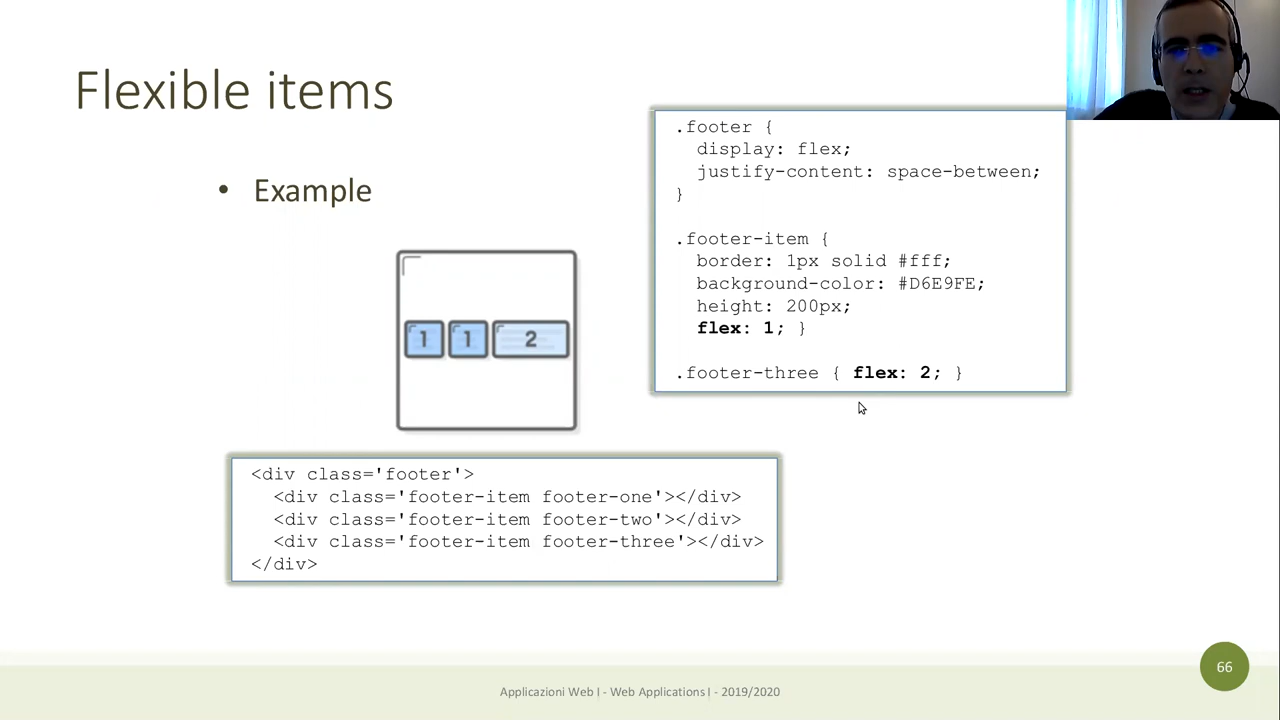 Flexible items
• Example
1 1 2
.footer {
  display: flex;
  justify-content: space-between;
}
.footer-item {
  border: 1px solid #fff;
  background-color: #D6E9FE;
  height: 200px;
  flex: 1; }
.footer-three { flex: 2; }
<div class='footer'>
  <div class='footer-item footer-one'></div>
  <div class='footer-item footer-two'></div>
  <div class='footer-item footer-three'></div>
</div>
Applicazioni Web I - Web Applications I - 2019/2020
66